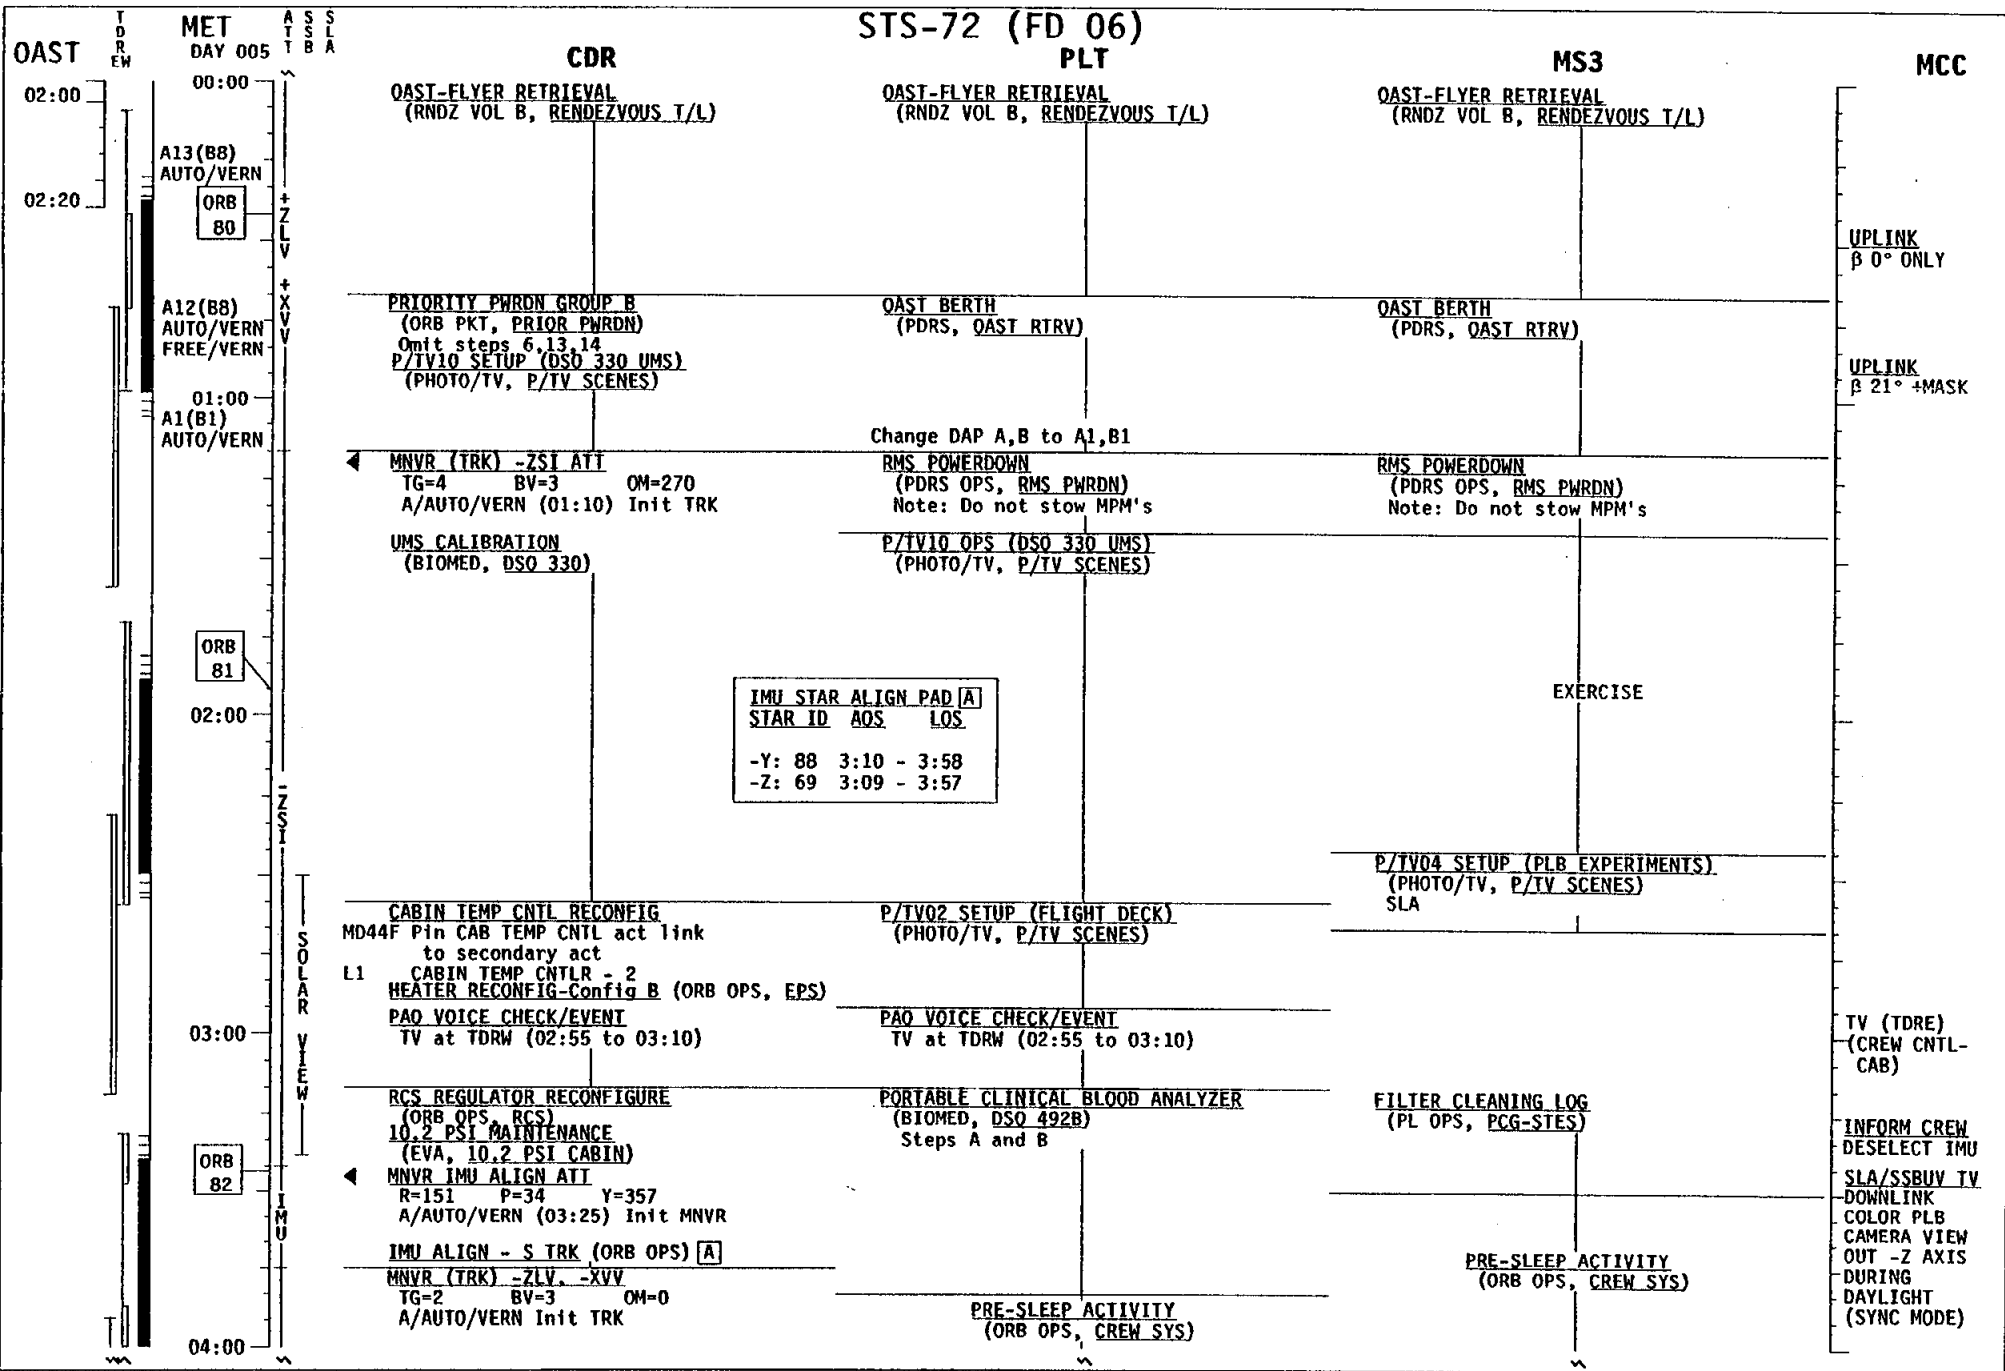 STS-72 (FD 06)
OAST
T
D
R
EW
MET
DAY 005
A
T
T
S
S
B
S
L
A
CDR
PLT
MS3
MCC
02:00
02:20
00:00
A13(B8)
AUTO/VERN
ORB
80
A12(B8)
AUTO/VERN
FREE/VERN
01:00
A1(B1)
AUTO/VERN
ORB
81
02:00
03:00
ORB
82
04:00
+ZLV +XVV
-ZSI
IMU
SOLAR VIEW
OAST-FLYER RETRIEVAL
(RNDZ VOL B, RENDEZVOUS T/L)
PRIORITY PWRDN GROUP B
(ORB PKT, PRIOR PWRDN)
Omit steps 6,13,14
P/TV10 SETUP (DSO 330 UMS)
(PHOTO/TV, P/TV SCENES)
MNVR (TRK) -ZSI ATT
TG=4 BV=3 OM=270
A/AUTO/VERN (01:10) Init TRK
UMS CALIBRATION
(BIOMED, DSO 330)
CABIN TEMP CNTL RECONFIG
MD44F Pin CAB TEMP CNTL act link
to secondary act
L1 CABIN TEMP CNTLR - 2
HEATER RECONFIG-Config B (ORB OPS, EPS)
PAO VOICE CHECK/EVENT
TV at TDRW (02:55 to 03:10)
RCS REGULATOR RECONFIGURE
(ORB OPS, RCS)
10.2 PSI MAINTENANCE
(EVA, 10.2 PSI CABIN)
MNVR IMU ALIGN ATT
R=151 P=34 Y=357
A/AUTO/VERN (03:25) Init MNVR
IMU ALIGN - S TRK (ORB OPS) A
MNVR (TRK) -ZLV, -XVV
TG=2 BV=3 OM=0
A/AUTO/VERN Init TRK
IMU STAR ALIGN PAD A
STAR ID AOS LOS
-Y: 88 3:10 - 3:58
-Z: 69 3:09 - 3:57
OAST-FLYER RETRIEVAL
(RNDZ VOL B, RENDEZVOUS T/L)
OAST BERTH
(PDRS, OAST RTRV)
Change DAP A,B to A1,B1
RMS POWERDOWN
(PDRS OPS, RMS PWRDN)
Note: Do not stow MPM's
P/TV10 OPS (DSO 330 UMS)
(PHOTO/TV, P/TV SCENES)
P/TV02 SETUP (FLIGHT DECK)
(PHOTO/TV, P/TV SCENES)
PAO VOICE CHECK/EVENT
TV at TDRW (02:55 to 03:10)
PORTABLE CLINICAL BLOOD ANALYZER
(BIOMED, DSO 492B)
Steps A and B
PRE-SLEEP ACTIVITY
(ORB OPS, CREW SYS)
OAST-FLYER RETRIEVAL
(RNDZ VOL B, RENDEZVOUS T/L)
OAST BERTH
(PDRS, OAST RTRV)
RMS POWERDOWN
(PDRS OPS, RMS PWRDN)
Note: Do not stow MPM's
EXERCISE
P/TV04 SETUP (PLB EXPERIMENTS)
(PHOTO/TV, P/TV SCENES)
SLA
FILTER CLEANING LOG
(PL OPS, PCG-STES)
PRE-SLEEP ACTIVITY
(ORB OPS, CREW SYS)
UPLINK
β 0° ONLY
UPLINK
β 21° +MASK
TV (TDRE)
(CREW CNTL-
CAB)
INFORM CREW
DESELECT IMU
SLA/SSBUV TV
DOWNLINK
COLOR PLB
CAMERA VIEW
OUT -Z AXIS
DURING
DAYLIGHT
(SYNC MODE)